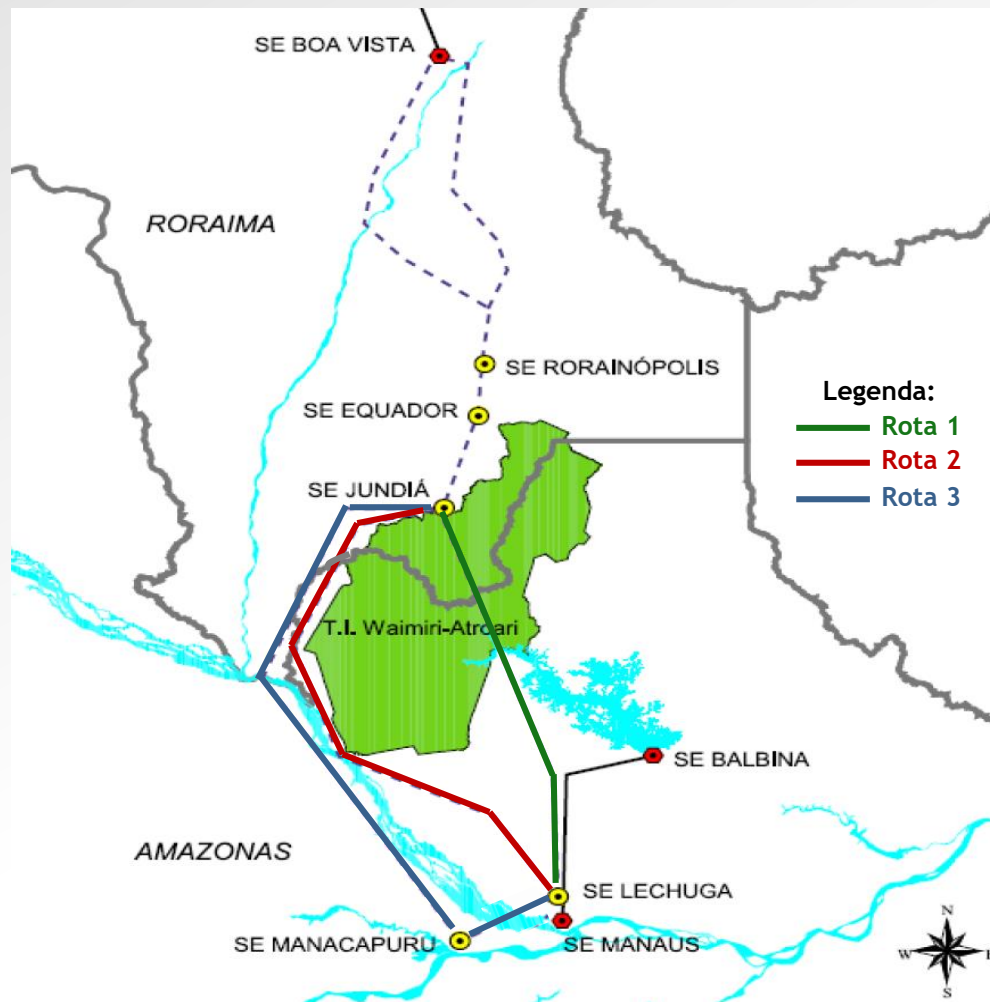 SE BOA VISTA
RORAIMA
SE RORAINÓPOLIS
SE EQUADOR
Legenda:
Rota 1
Rota 2
Rota 3
SE JUNDIÁ
T.I. Waimiri-Atroari
SE BALBINA
AMAZONAS
SE LECHUGA
SE MANACAPURU
SE MANAUS
N
W
E
S